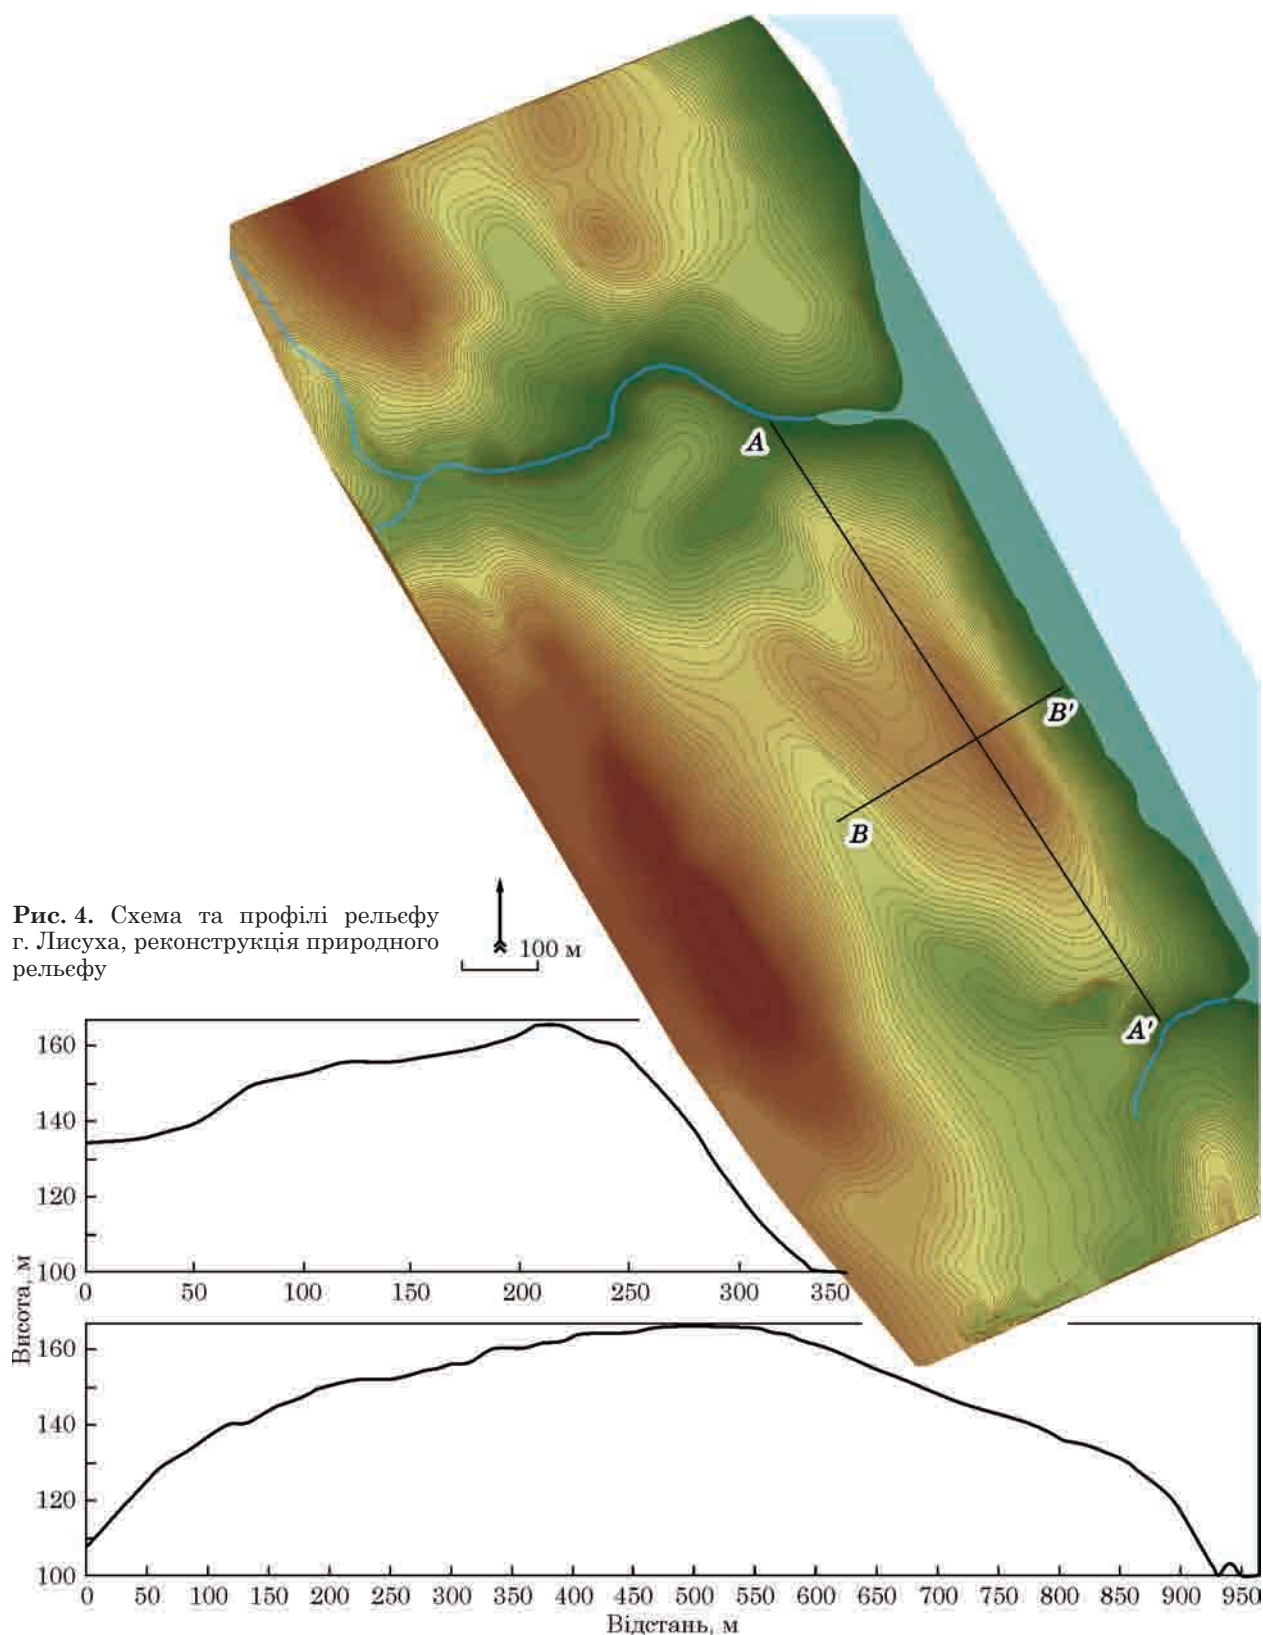 A
B'
B
Рис. 4. Схема та профілі рельєфу
г. Лисуха, реконструкція природного
рельєфу
100 м
A'
160
140
120
100
0 50 100 150 200 250 300 350
Висота, м
160
140
120
100
0 50 100 150 200 250 300 350 400 450 500 550 600 650 700 750 800 850 900 950
Відстань, м